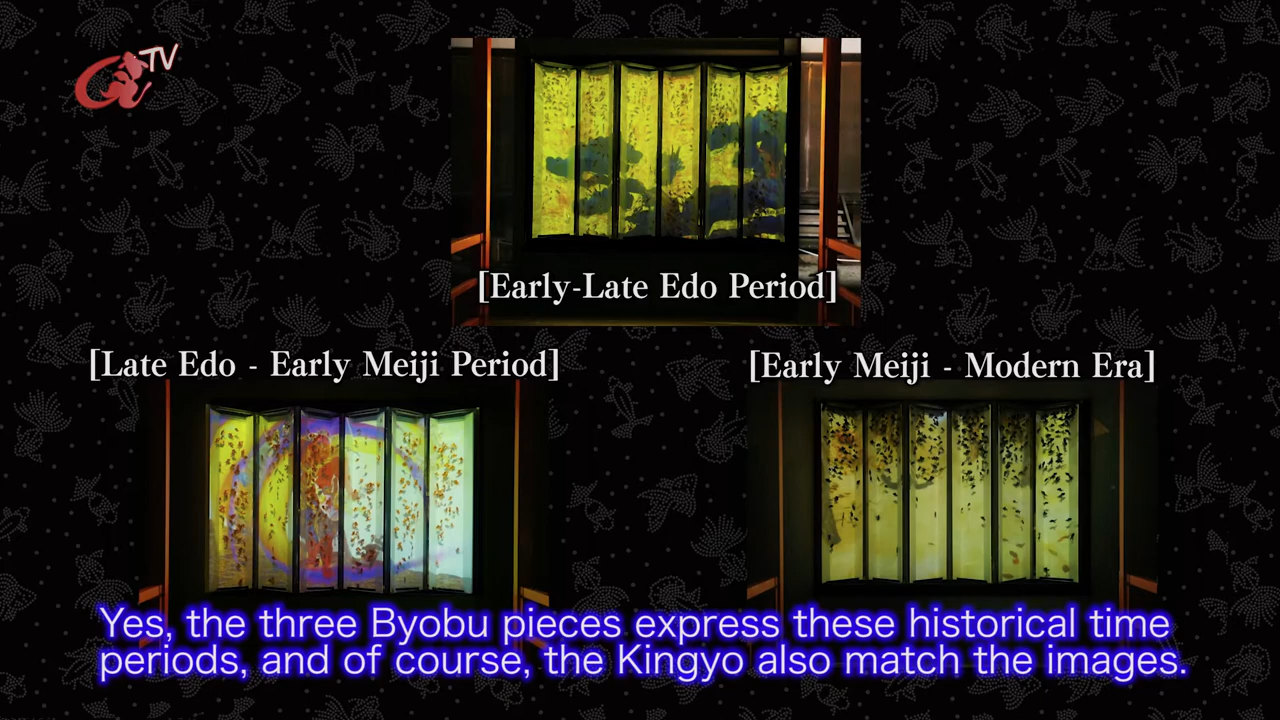 TV
[Early-Late Edo Period]
[Late Edo - Early Meiji Period]
[Early Meiji - Modern Era]
Yes, the three Byobu pieces express these historical time
periods, and of course, the Kingyo also match the images.